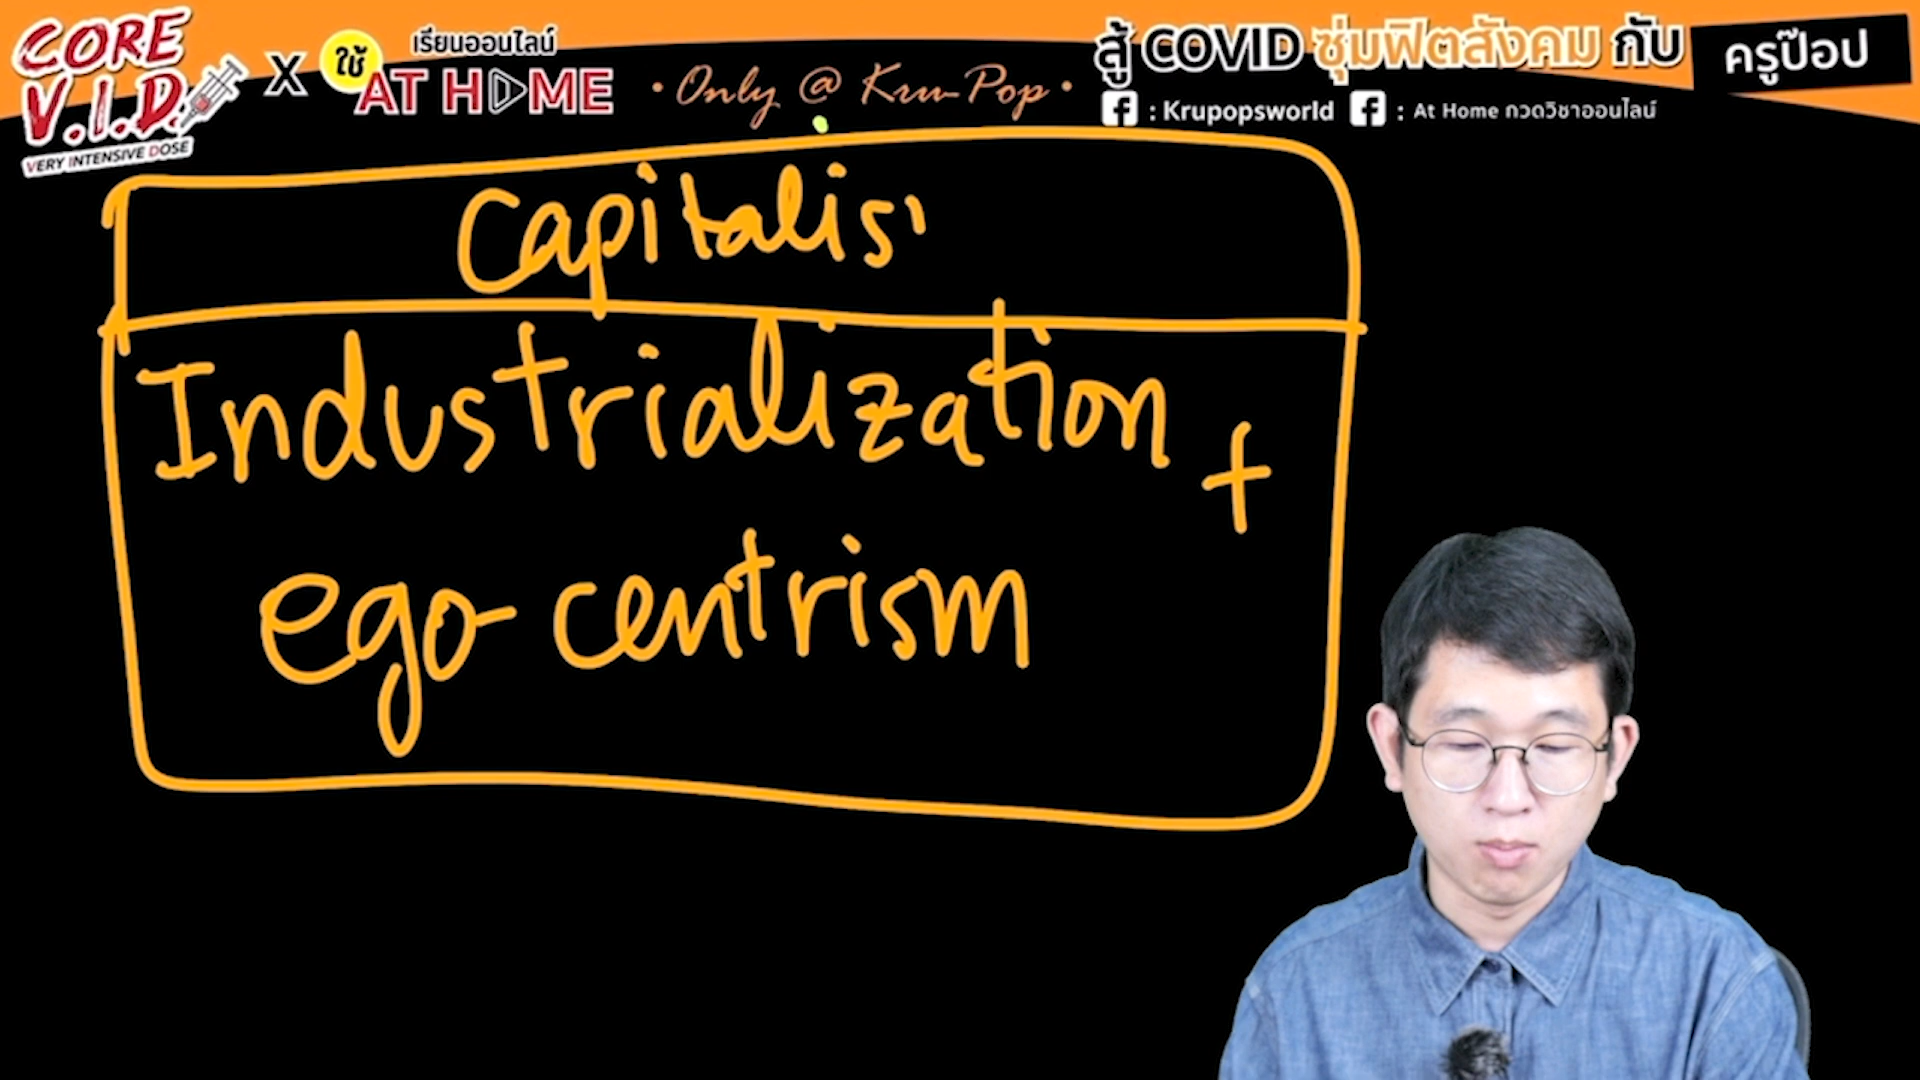 CORE
V.I.D.
VERY INTENSIVE DOSE
X
ใช้
เรียนออนไลน์
AT HOME
• Only @ Kru-Pop •
สู้ COVID ซุ่มฟิตสังคม กับ
ครูป๊อป
: Krupopsworld
: At Home กวดวิชาออนไลน์
Capitalis
Industrialization +
ego-centrism